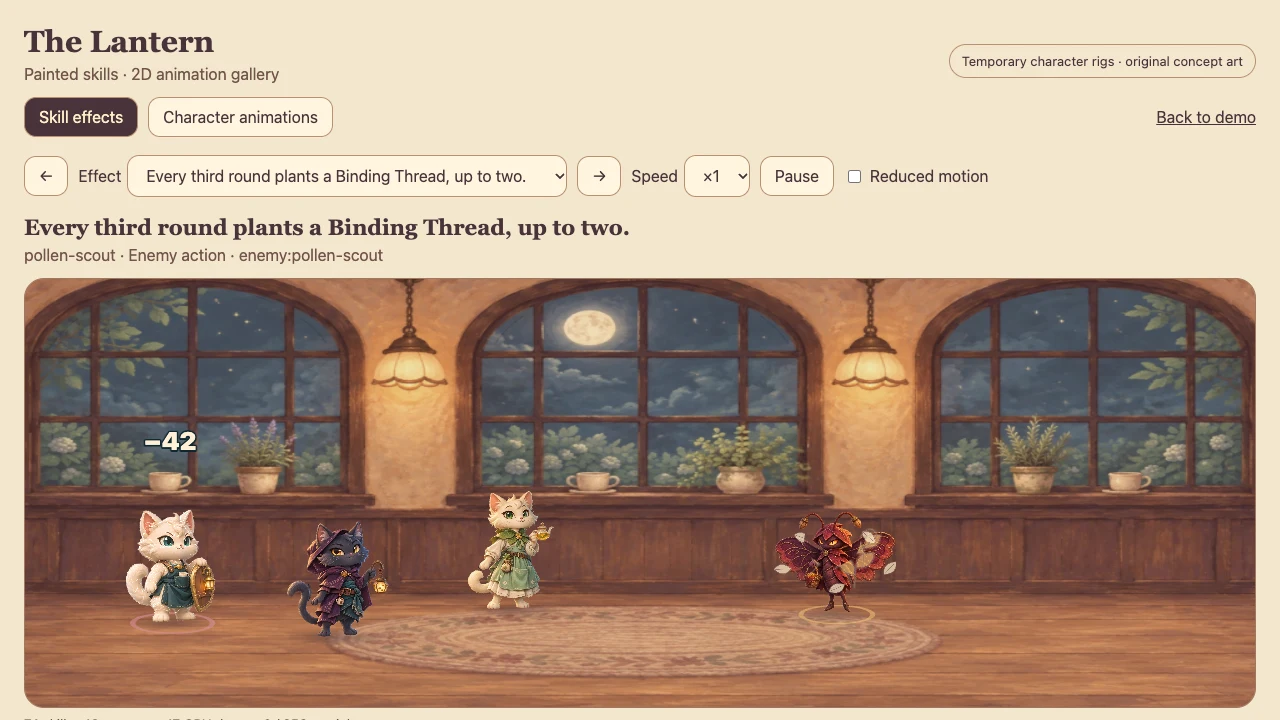 The Lantern
Painted skills · 2D animation gallery
Temporary character rigs · original concept art
Skill effects
Character animations
Back to demo
← Effect Every third round plants a Binding Thread, up to two. → Speed ×1 Pause Reduced motion
Every third round plants a Binding Thread, up to two.
pollen-scout · Enemy action · enemy:pollen-scout
−42